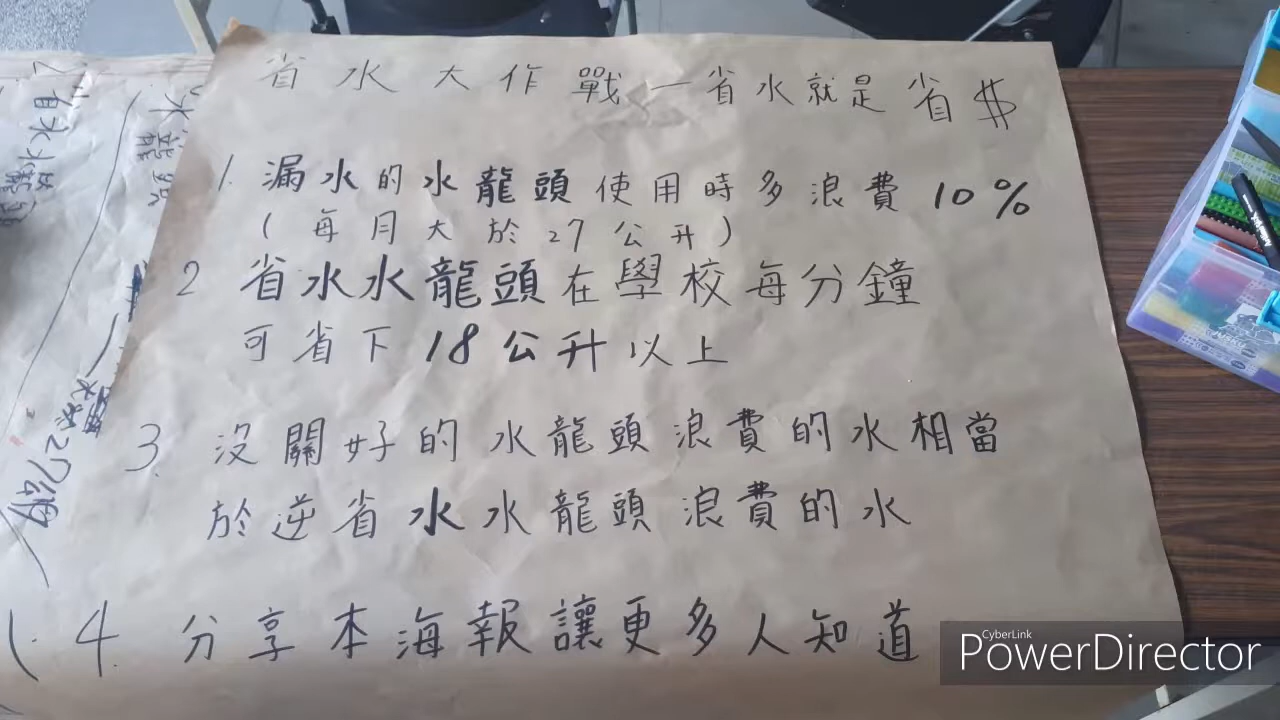 省水大作戰—省水就是省$
1. 漏水的水龍頭使用時多浪費10%
(每月大於27公升)
2 省水水龍頭在學校每分鐘
可省下18公升以上
3. 沒關好的水龍頭浪費的水相當
於逆省水水龍頭浪費的水
4. 分享本海報讓更多人知道
CyberLink
PowerDirector